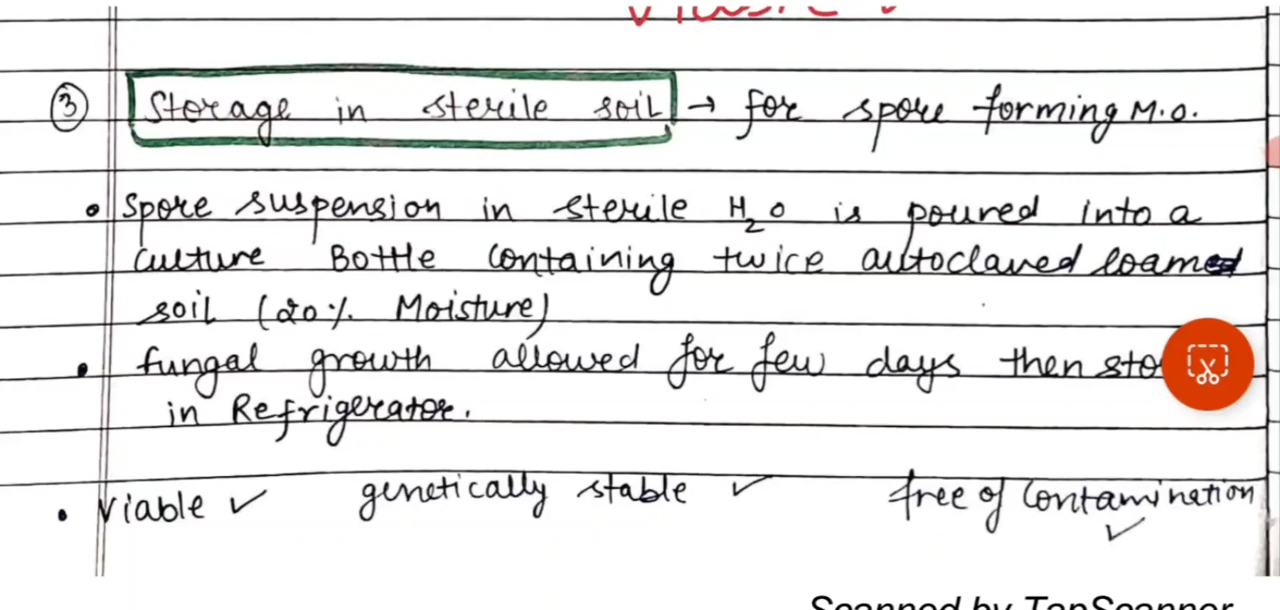 ③ Storage in sterile soil → for spore forming M.O.
• Spore suspension in sterile H₂O is poured into a
culture Bottle containing twice autoclaved loam
soil (20% Moisture)
• fungal growth allowed for few days then
in Refrigerator.
• Viable ✓ genetically stable ✓ free of contamination ✓
Scanned by TapScanner